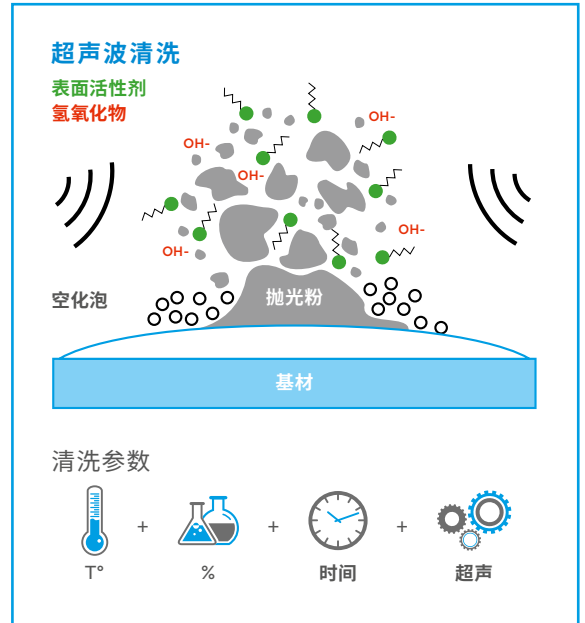 超声波清洗
表面活性剂
氢氧化物
OH-
OH-
OH-
OH-
OH-
空化泡
抛光粉
基材
清洗参数
+ + +
T° % 时间 超声